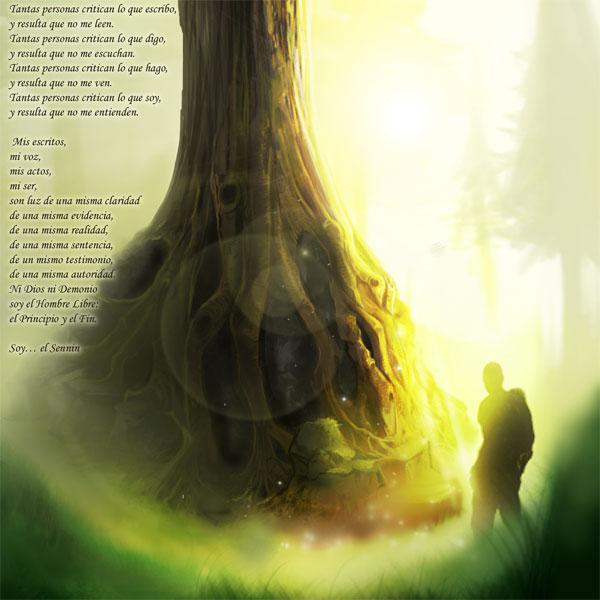 Tantas personas critican lo que escribo,
y resulta que no me leen.
Tantas personas critican lo que digo,
y resulta que no me escuchan.
Tantas personas critican lo que hago,
y resulta que no me ven.
Tantas personas critican lo que soy,
y resulta que no me entienden.
Mis escritos,
mi voz,
mis actos,
mi ser,
son luz de una misma claridad
de una misma evidencia,
de una misma realidad,
de una misma sentencia,
de un mismo testimonio,
de una misma autoridad.
Ni Dios ni Demonio
soy el Hombre Libre:
el Principio y el Fin.
Soy... el Sennin